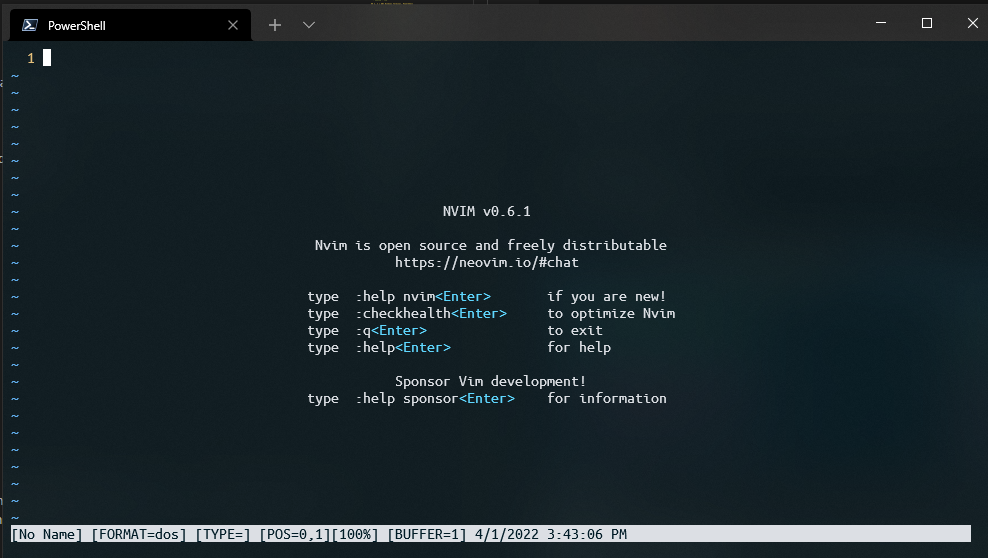 PowerShell
1
~
~
~
~
~
~
~
~
~ NVIM v0.6.1
~
~ Nvim is open source and freely distributable
~ https://neovim.io/#chat
~
~ type :help nvim<Enter> if you are new!
~ type :checkhealth<Enter> to optimize Nvim
~ type :q<Enter> to exit
~ type :help<Enter> for help
~
~ Sponsor Vim development!
~ type :help sponsor<Enter> for information
~
~
~
~
~
~
~
[No Name] [FORMAT=dos] [TYPE=] [POS=0,1][100%] [BUFFER=1] 4/1/2022 3:43:06 PM